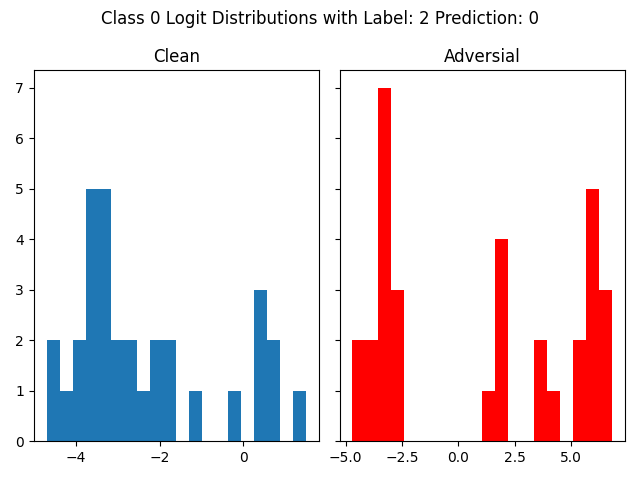 Class 0 Logit Distributions with Label: 2 Prediction: 0
Clean
Adversial
7
6
5
4
3
2
1
0
−4 −2 0
−5.0 −2.5 0.0 2.5 5.0